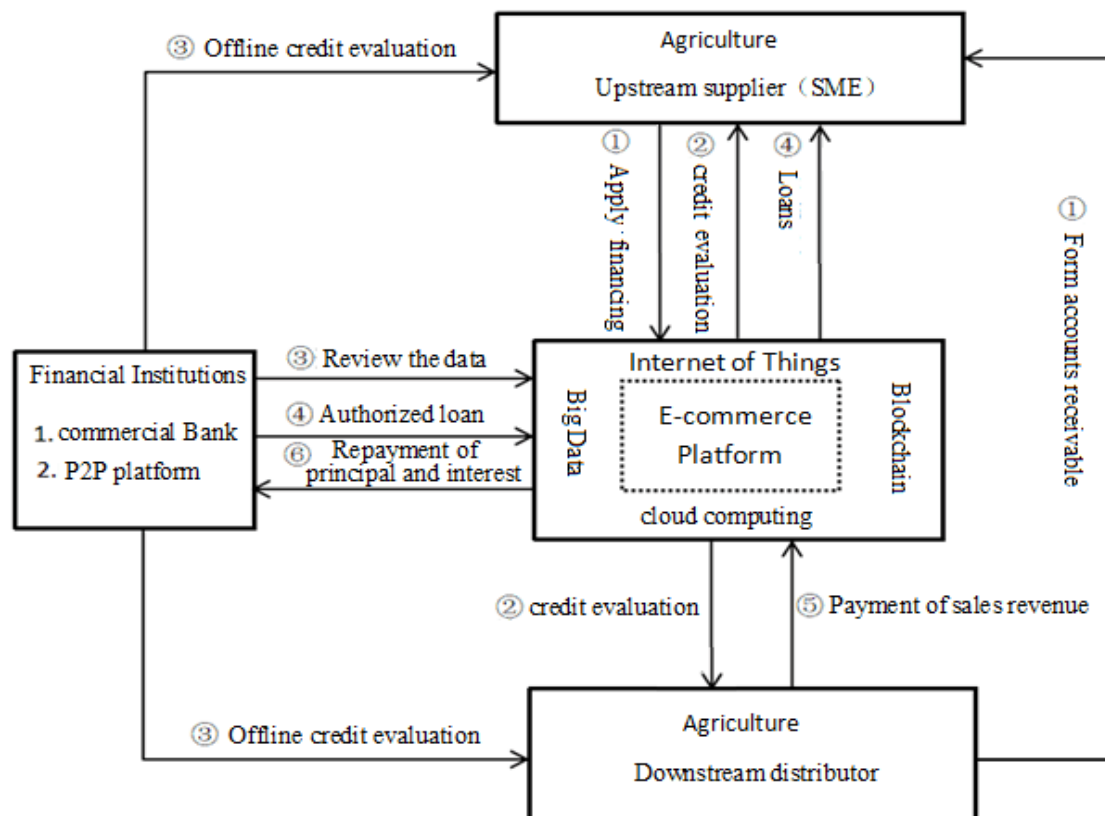 ③ Offline credit evaluation
Agriculture
Upstream supplier（SME）
① Apply financing
② credit evaluation
④ Loans
① Form accounts receivable
Financial Institutions
1. commercial Bank
2. P2P platform
③ Review the data
④ Authorized loan
⑥ Repayment of
principal and interest
Internet of Things
Big Data
E-commerce
Platform
Blockchain
cloud computing
② credit evaluation
⑤ Payment of sales revenue
③ Offline credit evaluation
Agriculture
Downstream distributor